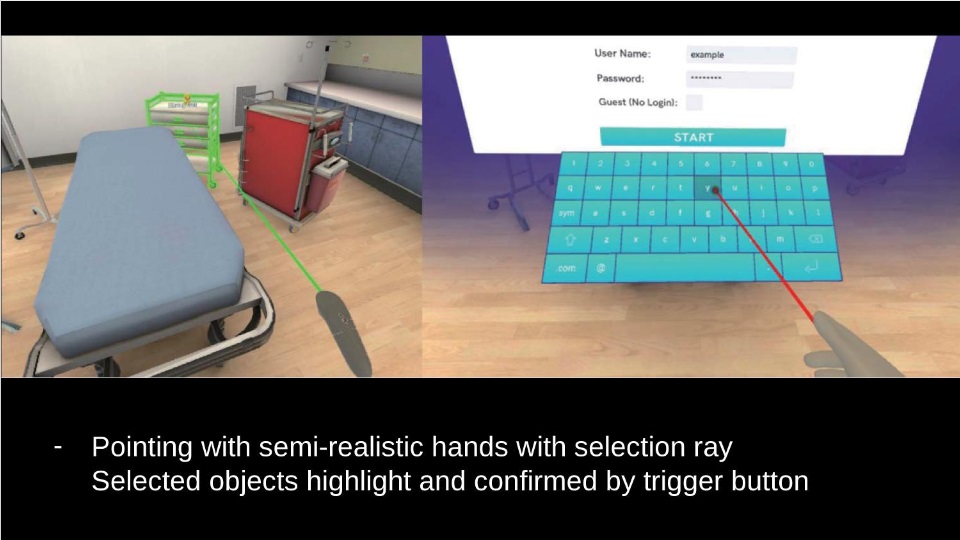 User Name: example
Password: ••••••••
Guest (No Login):
START
1 2 3 4 5 6 7 8 9 0
q w e r t y u i o p
sym a s d f g j k l
z x c v b m
.com @
- Pointing with semi-realistic hands with selection ray
Selected objects highlight and confirmed by trigger button